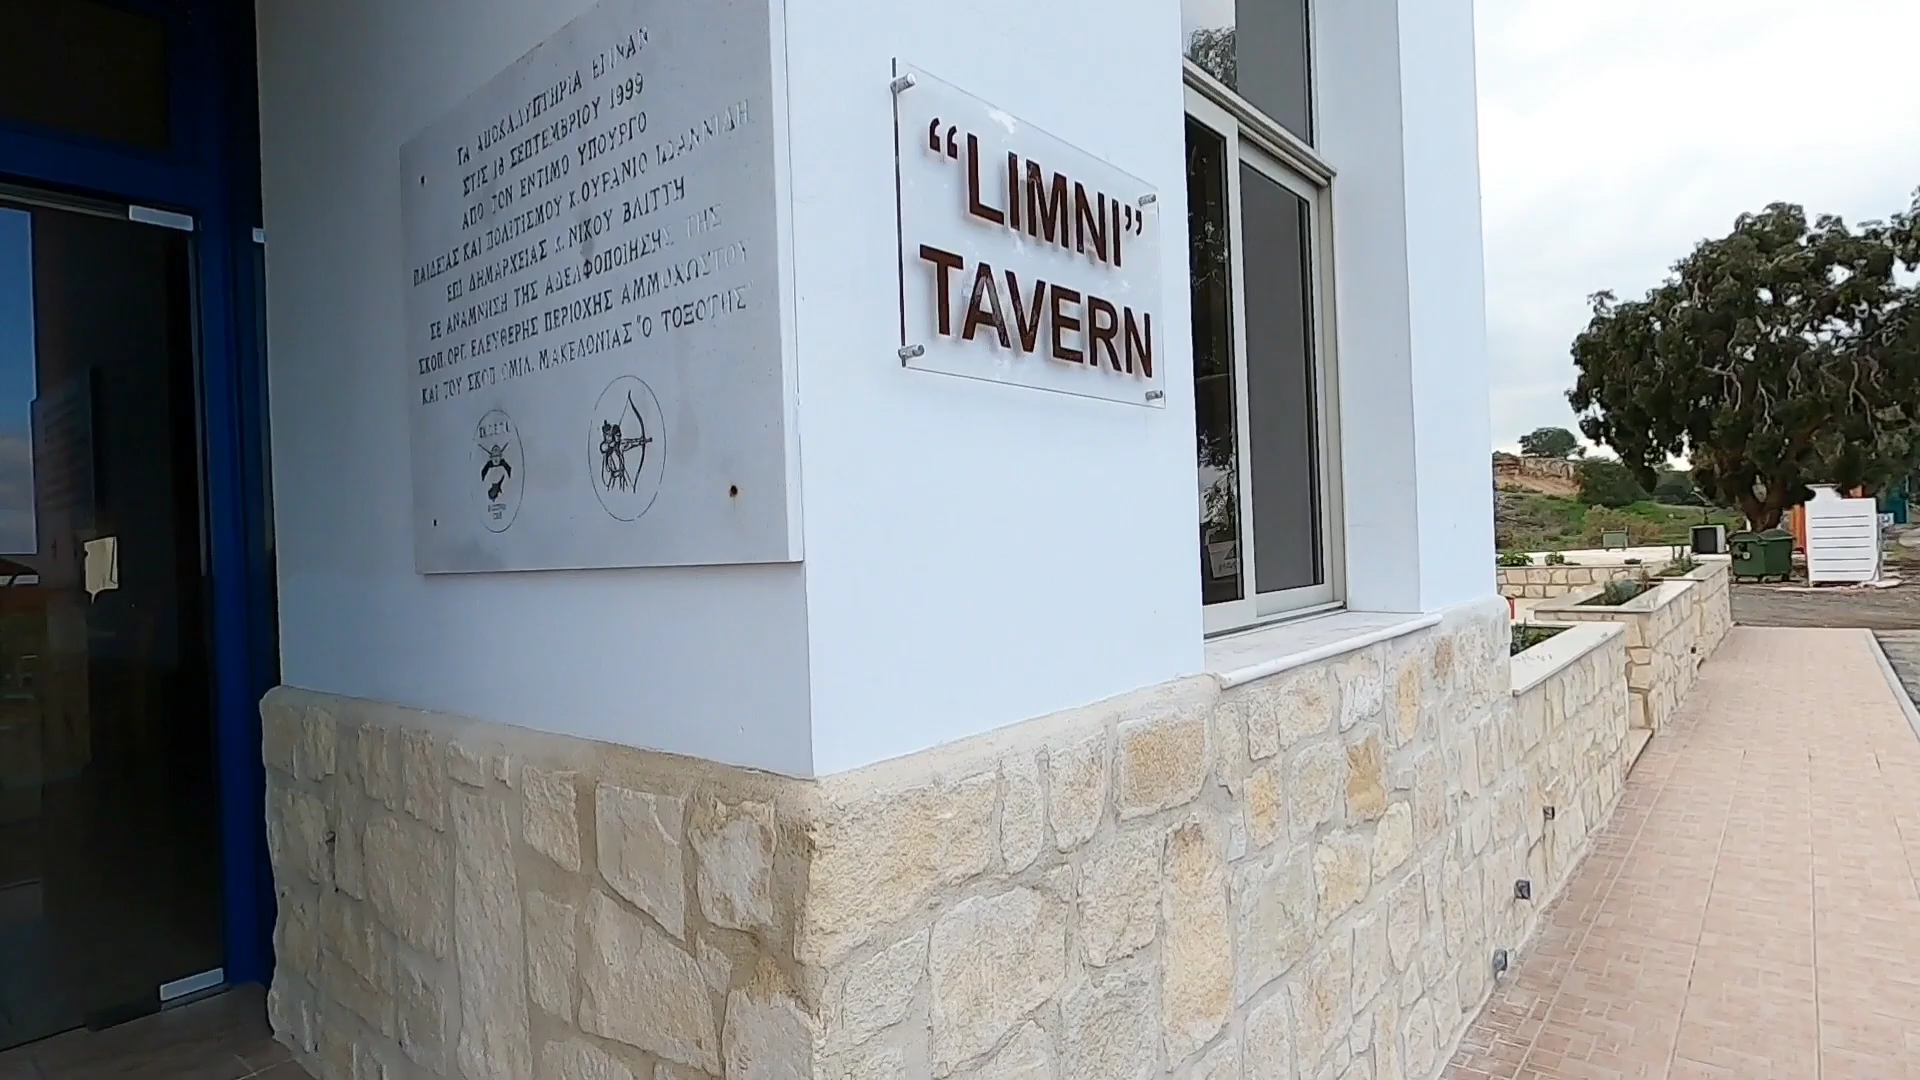 ΤΑ ΑΠΟΚΑΛΥΠΤΗΡΙΑ ΕΓΙΝΑΝ
ΣΤΙΣ 18 ΣΕΠΤΕΜΒΡΙΟΥ 1999
ΑΠΟ ΤΟΝ ΕΝΤΙΜΟ ΥΠΟΥΡΓΟ
ΠΑΙΔΕΙΑΣ ΚΑΙ ΠΟΛΙΤΙΣΜΟΥ Κ. ΟΥΡΑΝΙΟ ΙΩΑΝΝΙΔΗ
ΕΠΙ ΔΗΜΑΡΧΕΙΑΣ Κ. ΝΙΚΟΥ ΒΛΙΤΤΗ
ΣΕ ΑΝΑΜΝΗΣΗ ΤΗΣ ΑΔΕΛΦΟΠΟΙΗΣΗΣ ΤΗΣ
ΣΚΟΠ. ΟΡΓ. ΕΛΕΥΘΕΡΗΣ ΠΕΡΙΟΧΗΣ ΑΜΜΟΧΩΣΤΟΥ
ΚΑΙ ΤΟΥ ΣΚΟΠ. ΟΜΙΛ. ΜΑΚΕΔΟΝΙΑΣ "Ο ΤΟΞΟΤΗΣ"
“LIMNI”
TAVERN